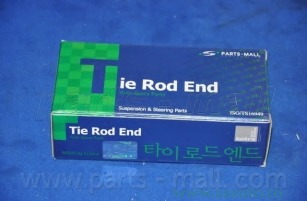 PARTS-MALL
Tie Rod End
Suspension & Steering Parts
ISO/TS16949
Tie Rod End
타이 로드 엔드
www.parts-mall.com